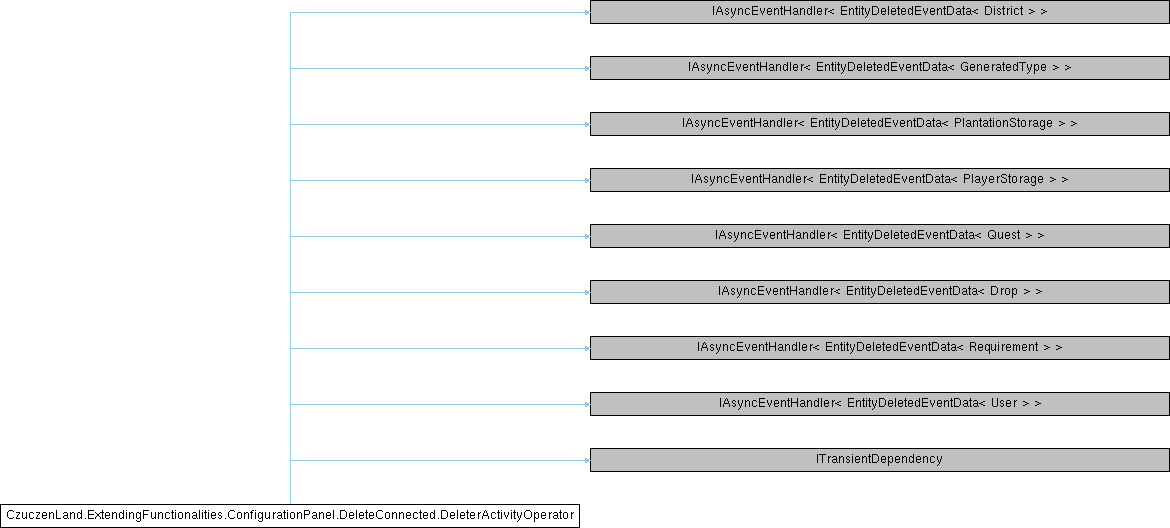 IAsyncEventHandler< EntityDeletedEventData< District > >
IAsyncEventHandler< EntityDeletedEventData< GeneratedType > >
IAsyncEventHandler< EntityDeletedEventData< PlantationStorage > >
IAsyncEventHandler< EntityDeletedEventData< PlayerStorage > >
IAsyncEventHandler< EntityDeletedEventData< Quest > >
IAsyncEventHandler< EntityDeletedEventData< Drop > >
IAsyncEventHandler< EntityDeletedEventData< Requirement > >
IAsyncEventHandler< EntityDeletedEventData< User > >
ITransientDependency
CzuczenLand.ExtendingFunctionalities.ConfigurationPanel.DeleteConnected.DeleterActivityOperator